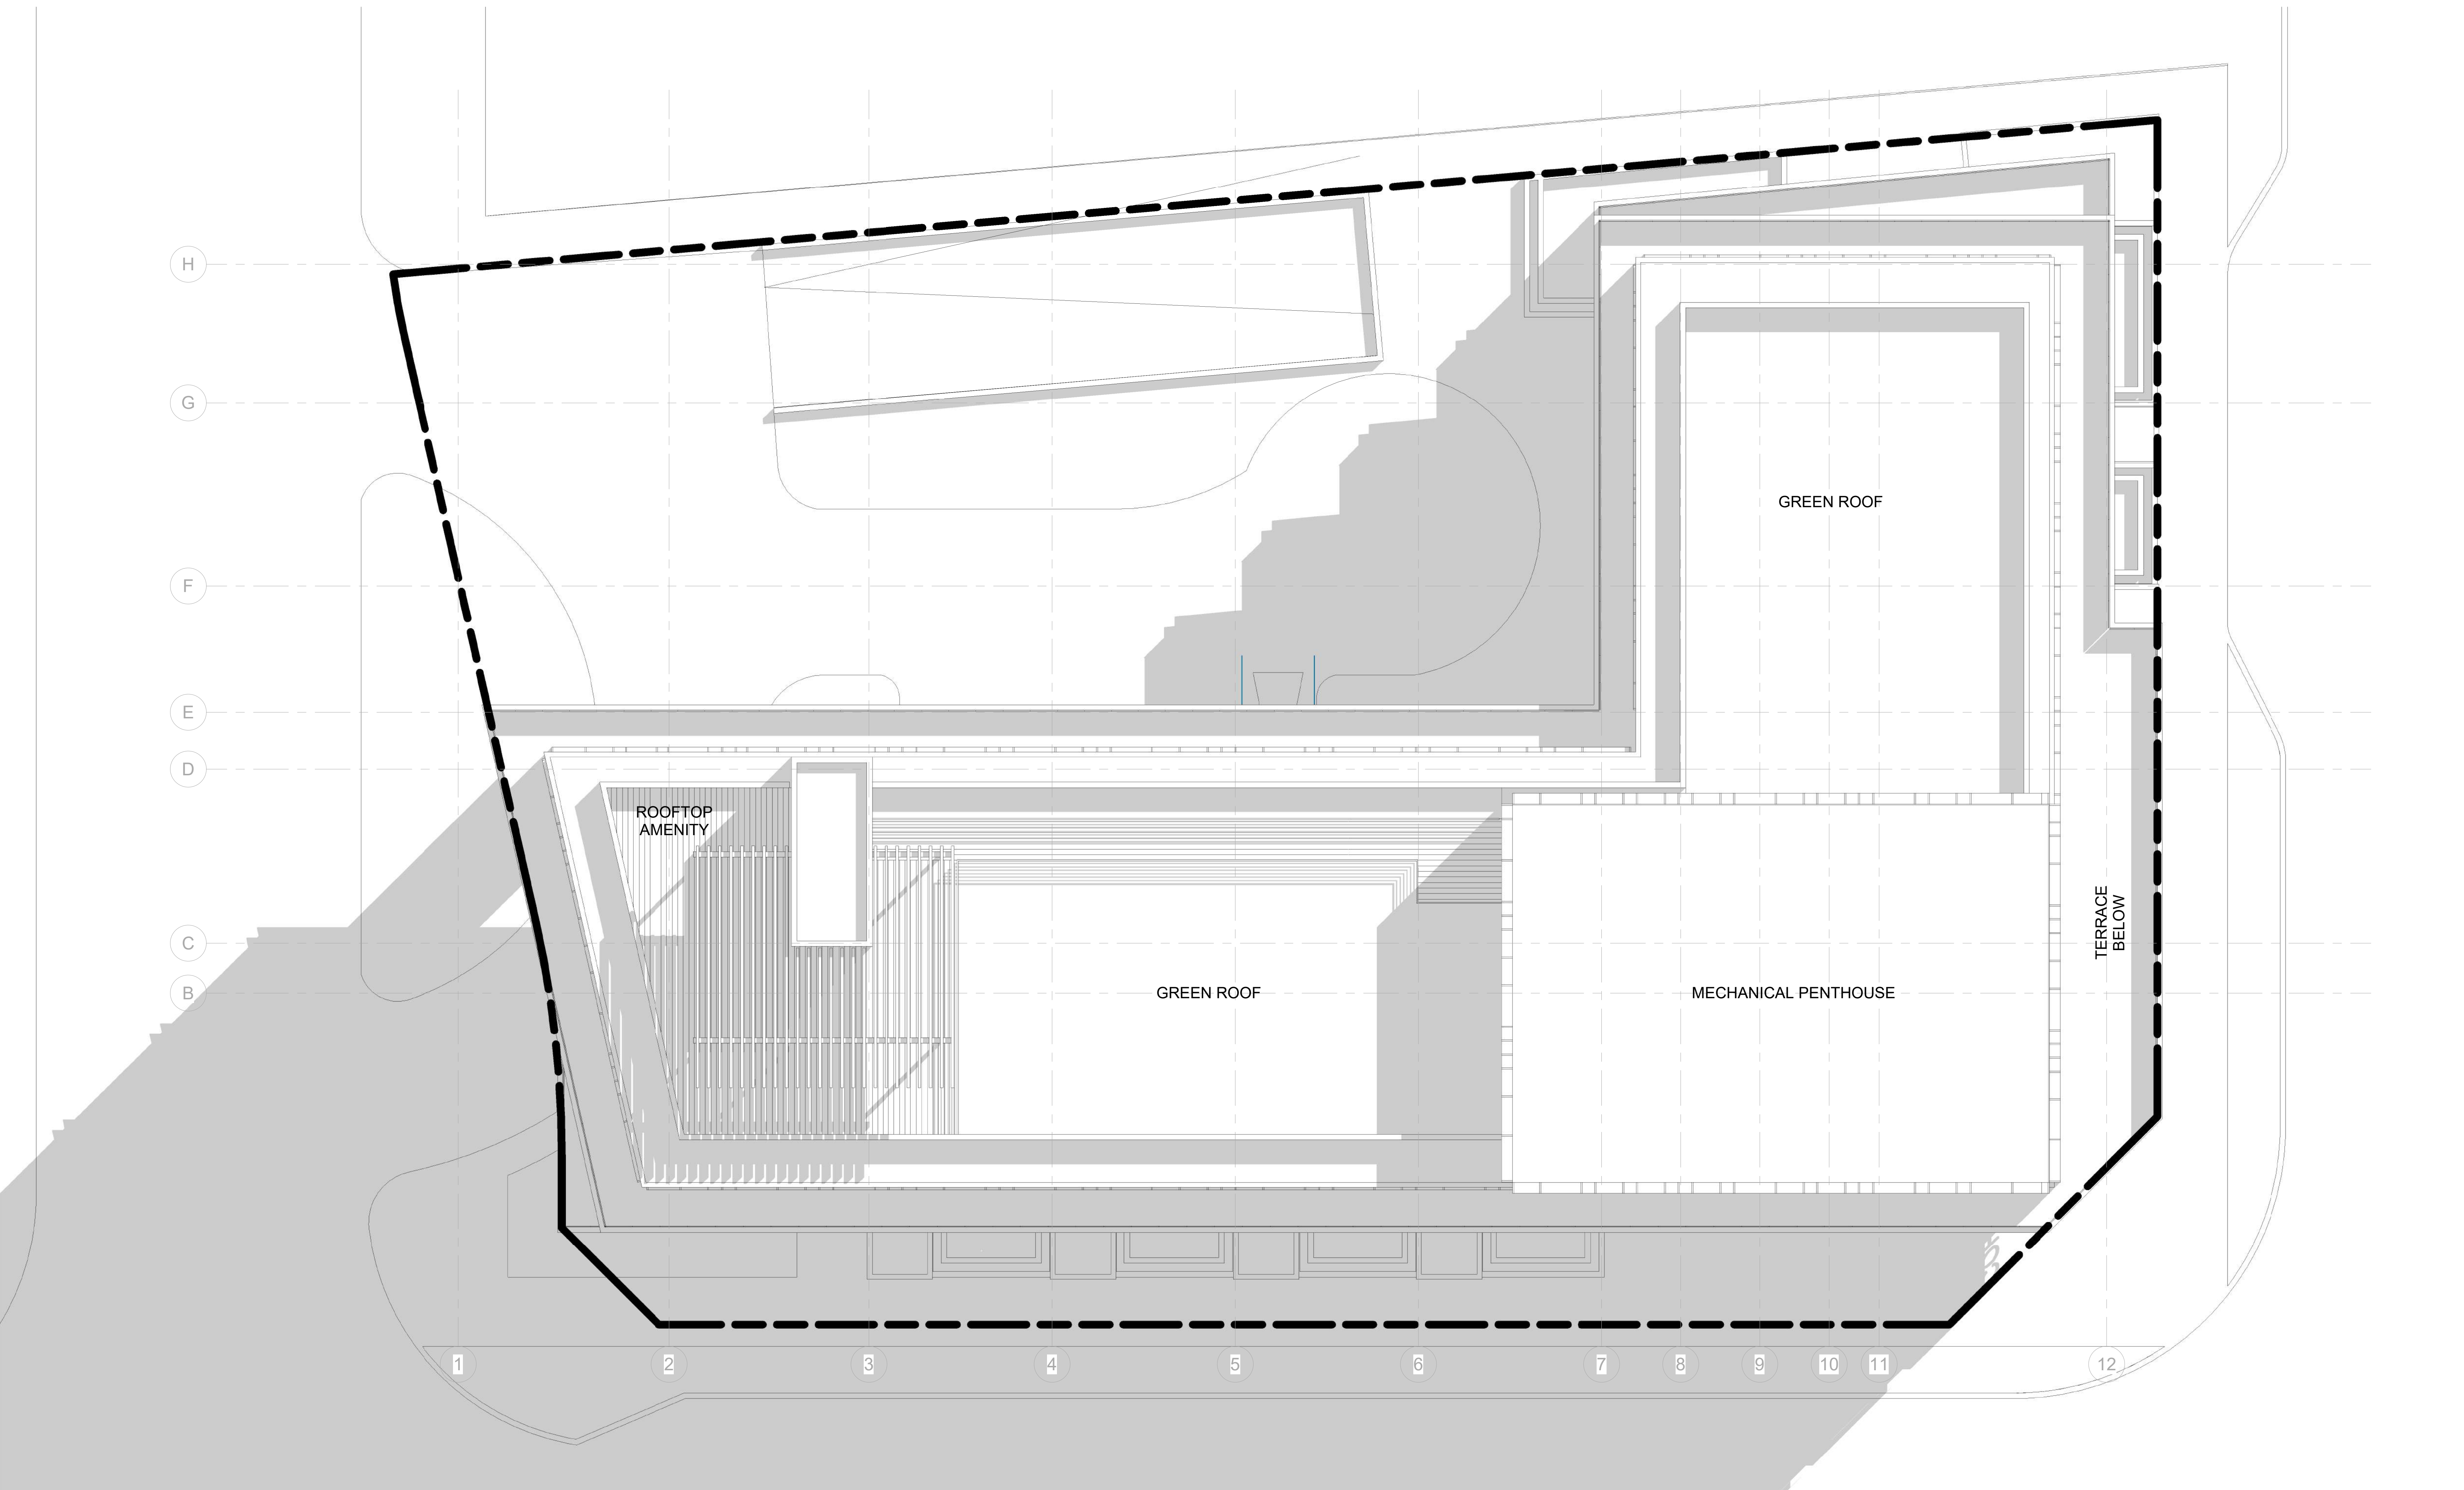 H
G
GREEN ROOF
F
E
D
ROOFTOP
AMENITY
TERRACE
BELOW
C
B
GREEN ROOF
MECHANICAL PENTHOUSE
1
2
3
4
5
6
7
8
9
10
11
12